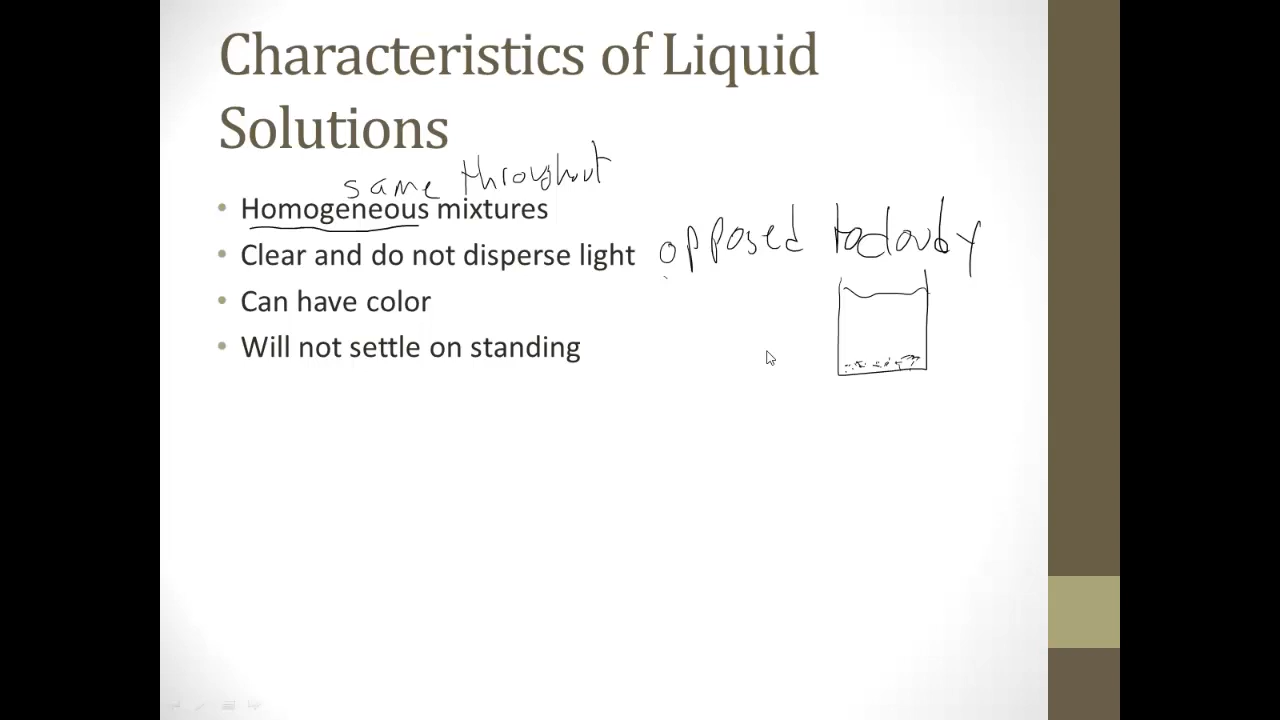 Characteristics of Liquid
Solutions
same throughout
• Homogeneous mixtures
• Clear and do not disperse light opposed to cloudy
• Can have color
• Will not settle on standing